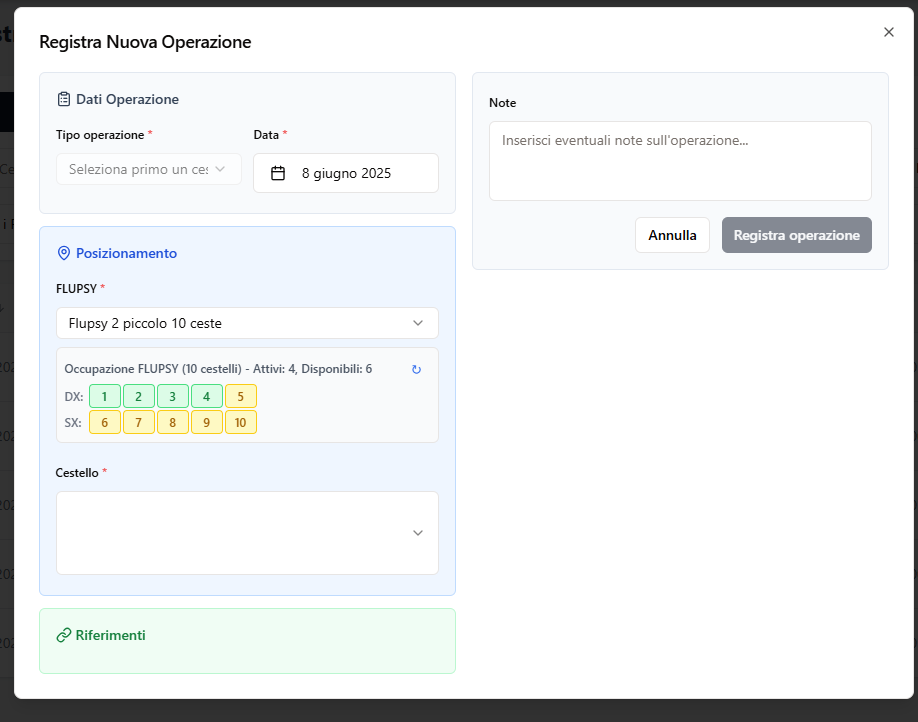 Registra Nuova Operazione
Dati Operazione
Tipo operazione *
Data *
Seleziona primo un ces
8 giugno 2025
Posizionamento
FLUPSY *
Flupsy 2 piccolo 10 ceste
Occupazione FLUPSY (10 cestelli) - Attivi: 4, Disponibili: 6
DX: 1 2 3 4 5
SX: 6 7 8 9 10
Cestello *
Riferimenti
Note
Inserisci eventuali note sull'operazione...
Annulla
Registra operazione